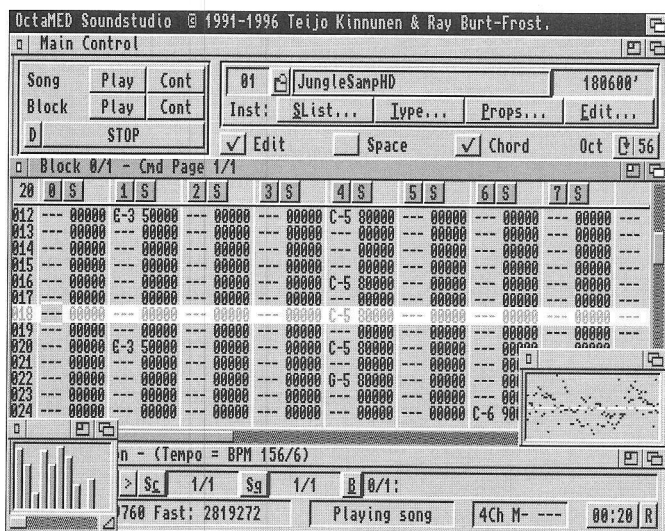 OctaMED Soundstudio © 1991-1996 Teijo Kinnunen & Ray Burt-Frost.
Main Control
Song Play Cont 01 JungleSampHD 180600'
Block Play Cont Inst: SList... Type... Props... Edit...
D STOP
Edit Space Chord Oct 56
Block 0/1 - Cmd Page 1/1
20 0 S 1 S 2 S 3 S 4 S 5 S 6 S 7 S
012 --- 00000 E-3 50000 --- 00000 --- 00000 C-5 80000 --- 00000 --- 00000 --- 00000 ---
013 --- 00000 --- 00000 --- 00000 --- 00000 --- 00000 --- 00000 --- 00000 --- 00000 ---
014 --- 00000 --- 00000 --- 00000 --- 00000 --- 00000 --- 00000 --- 00000 --- 00000 ---
015 --- 00000 --- 00000 --- 00000 --- 00000 --- 00000 --- 00000 --- 00000 --- 00000 ---
016 --- 00000 --- 00000 --- 00000 --- 00000 C-5 80000 --- 00000 --- 00000 --- 00000 ---
017 --- 00000 --- 00000 --- 00000 --- 00000 --- 00000 --- 00000 --- 00000 --- 00000 ---
018 --- 00000 --- 00000 --- 00000 --- 00000 C-5 80000 --- 00000 --- 00000 --- 00000 ---
019 --- 00000 --- 00000 --- 00000 --- 00000 --- 00000 --- 00000 --- 00000 --- 00000 ---
020 --- 00000 E-3 50000 --- 00000 --- 00000 C-5 80000 --- 00000 --- 00000
021 --- 00000 --- 00000 --- 00000 --- 00000 --- 00000 --- 00000 --- 00000
022 --- 00000 --- 00000 --- 00000 --- 00000 G-5 80000 --- 00000 --- 00000
023 --- 00000 --- 00000 --- 00000 --- 00000 --- 00000 --- 00000 --- 00000
024 --- 00000 --- 00000 --- 00000 --- 00000 --- 00000 --- 00000 C-6 900
on - (Tempo = BPM 156/6)
> Sc 1/1 Sq 1/1 B 0/1:
0760 Fast: 2819272 Playing song 4Ch M- --- 00:20 R